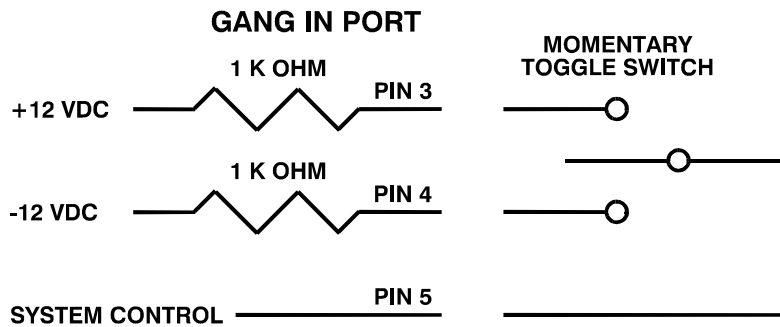 GANG IN PORT
MOMENTARY
TOGGLE SWITCH
1 K OHM
+12 VDC
PIN 3
1 K OHM
-12 VDC
PIN 4
SYSTEM CONTROL
PIN 5